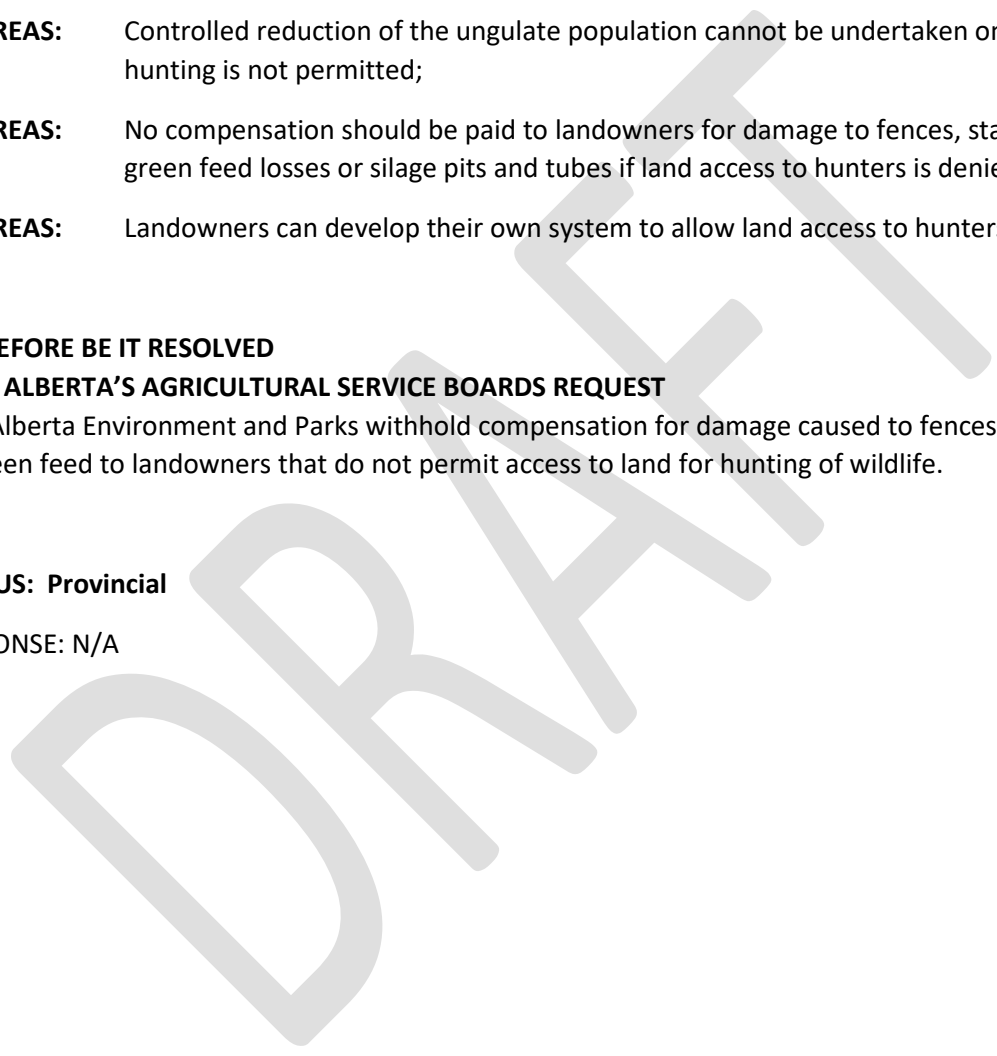 REAS: Controlled reduction of the ungulate population cannot be undertaken or
hunting is not permitted;
REAS: No compensation should be paid to landowners for damage to fences, sta
green feed losses or silage pits and tubes if land access to hunters is denie
REAS: Landowners can develop their own system to allow land access to hunters
EFORE BE IT RESOLVED
ALBERTA’S AGRICULTURAL SERVICE BOARDS REQUEST
Alberta Environment and Parks withhold compensation for damage caused to fences
een feed to landowners that do not permit access to land for hunting of wildlife.
US: Provincial
ONSE: N/A
DRAFT